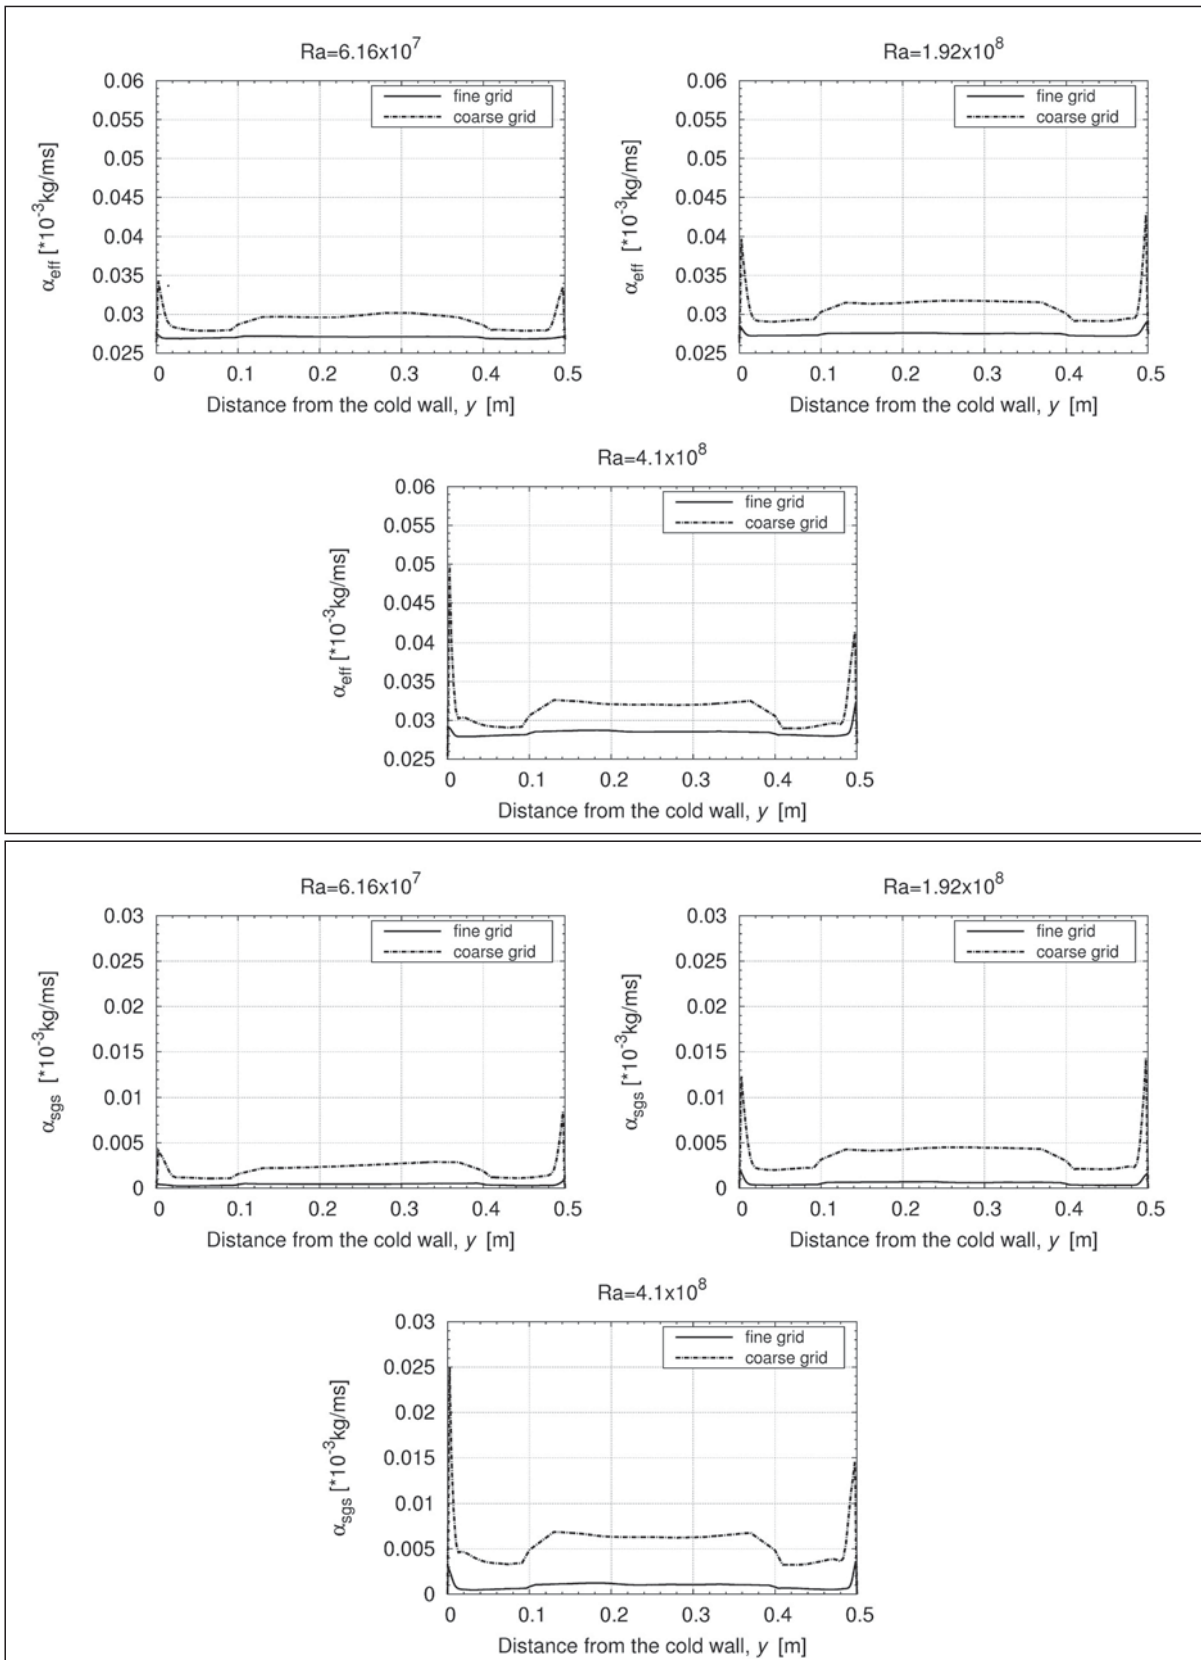 Ra=6.16x10^7
α_eff [*10^-3kg/ms]
0.06
0.055
0.05
0.045
0.04
0.035
0.03
0.025
fine grid
coarse grid
0 0.1 0.2 0.3 0.4 0.5
Distance from the cold wall, y [m]
Ra=1.92x10^8
α_eff [*10^-3kg/ms]
0.06
0.055
0.05
0.045
0.04
0.035
0.03
0.025
fine grid
coarse grid
0 0.1 0.2 0.3 0.4 0.5
Distance from the cold wall, y [m]
Ra=4.1x10^8
α_eff [*10^-3kg/ms]
0.06
0.055
0.05
0.045
0.04
0.035
0.03
0.025
fine grid
coarse grid
0 0.1 0.2 0.3 0.4 0.5
Distance from the cold wall, y [m]
Ra=6.16x10^7
α_sgs [*10^-3kg/ms]
0.03
0.025
0.02
0.015
0.01
0.005
0
fine grid
coarse grid
0 0.1 0.2 0.3 0.4 0.5
Distance from the cold wall, y [m]
Ra=1.92x10^8
α_sgs [*10^-3kg/ms]
0.03
0.025
0.02
0.015
0.01
0.005
0
fine grid
coarse grid
0 0.1 0.2 0.3 0.4 0.5
Distance from the cold wall, y [m]
Ra=4.1x10^8
α_sgs [*10^-3kg/ms]
0.03
0.025
0.02
0.015
0.01
0.005
0
fine grid
coarse grid
0 0.1 0.2 0.3 0.4 0.5
Distance from the cold wall, y [m]